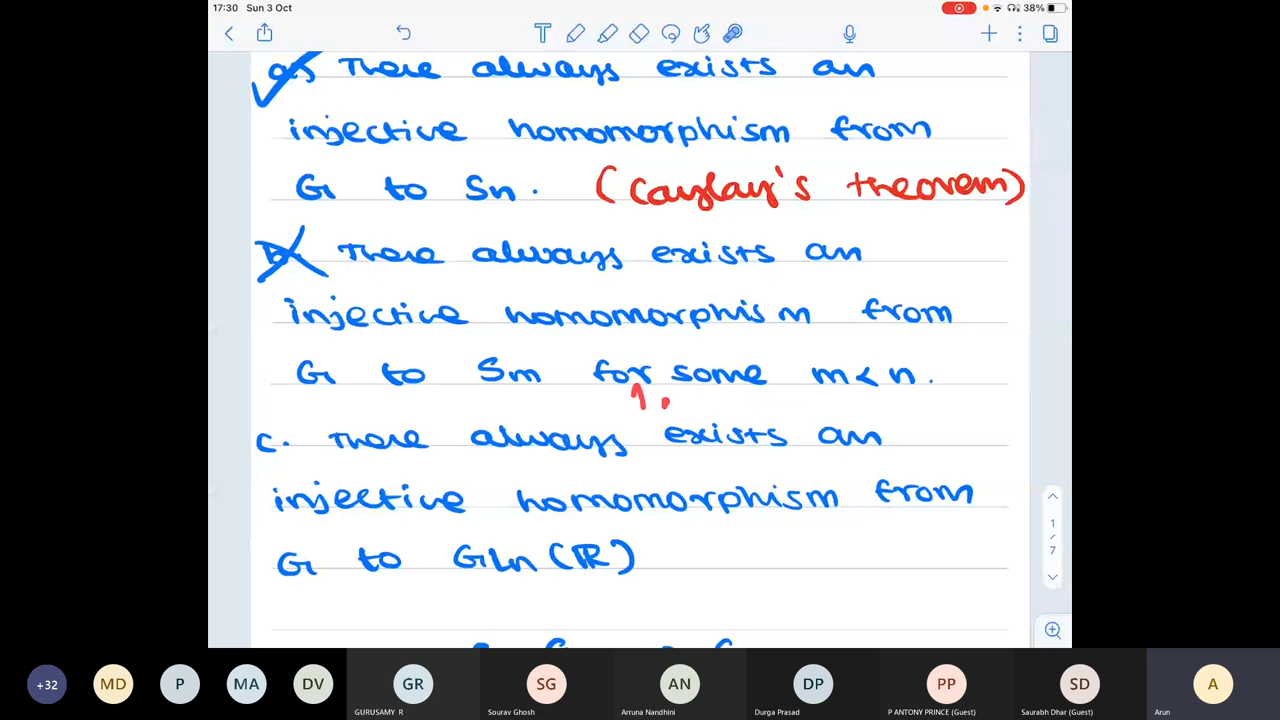 17:30 Sun 3 Oct
38%
a) There always exists an
injective homomorphism from
G to Sn. (Cayley's theorem)
b. There always exists an
injective homomorphism from
G to Sm for some m < n.
c. There always exists an
injective homomorphism from
G to GLn (ℝ)
1
/
7
+32
MD
P
MA
DV
GR
SG
AN
DP
PP
SD
A
GURUSAMY R
Sourav Ghosh
Arruna Nandhini
Durga Prasad
P ANTONY PRINCE (Guest)
Saurabh Dhar (Guest)
Arun